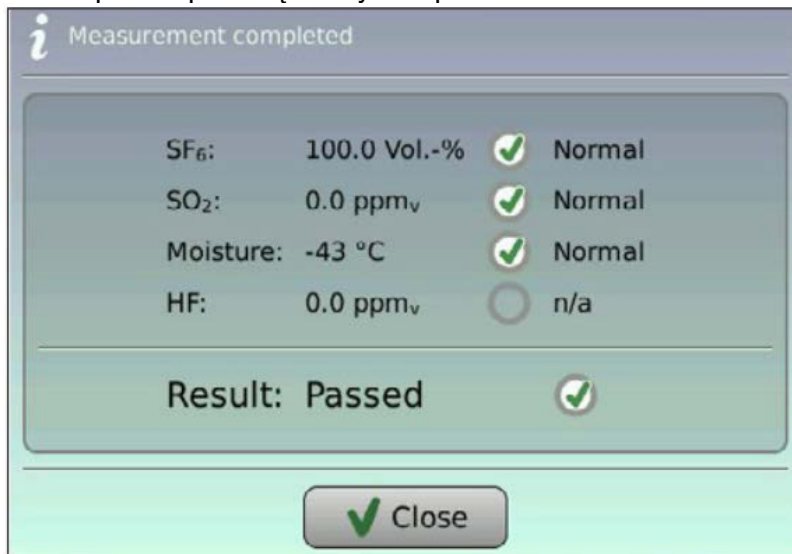 i Measurement completed
SF₆: 100.0 Vol.-% Normal
SO₂: 0.0 ppmᵥ Normal
Moisture: -43 °C Normal
HF: 0.0 ppmᵥ n/a
Result: Passed
Close